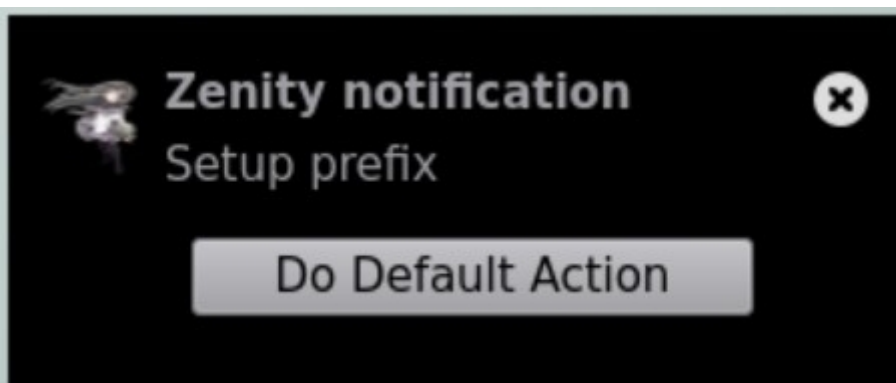 Zenity notification
Setup prefix
Do Default Action